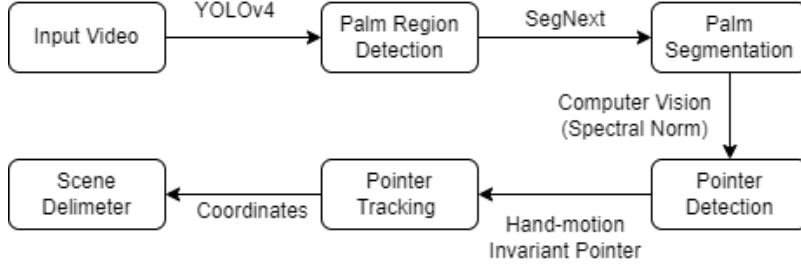 YOLOv4
SegNext
Input Video
Palm Region
Detection
Palm
Segmentation
Computer Vision
(Spectral Norm)
Scene
Delimeter
Coordinates
Pointer
Tracking
Hand-motion
Invariant Pointer
Pointer
Detection